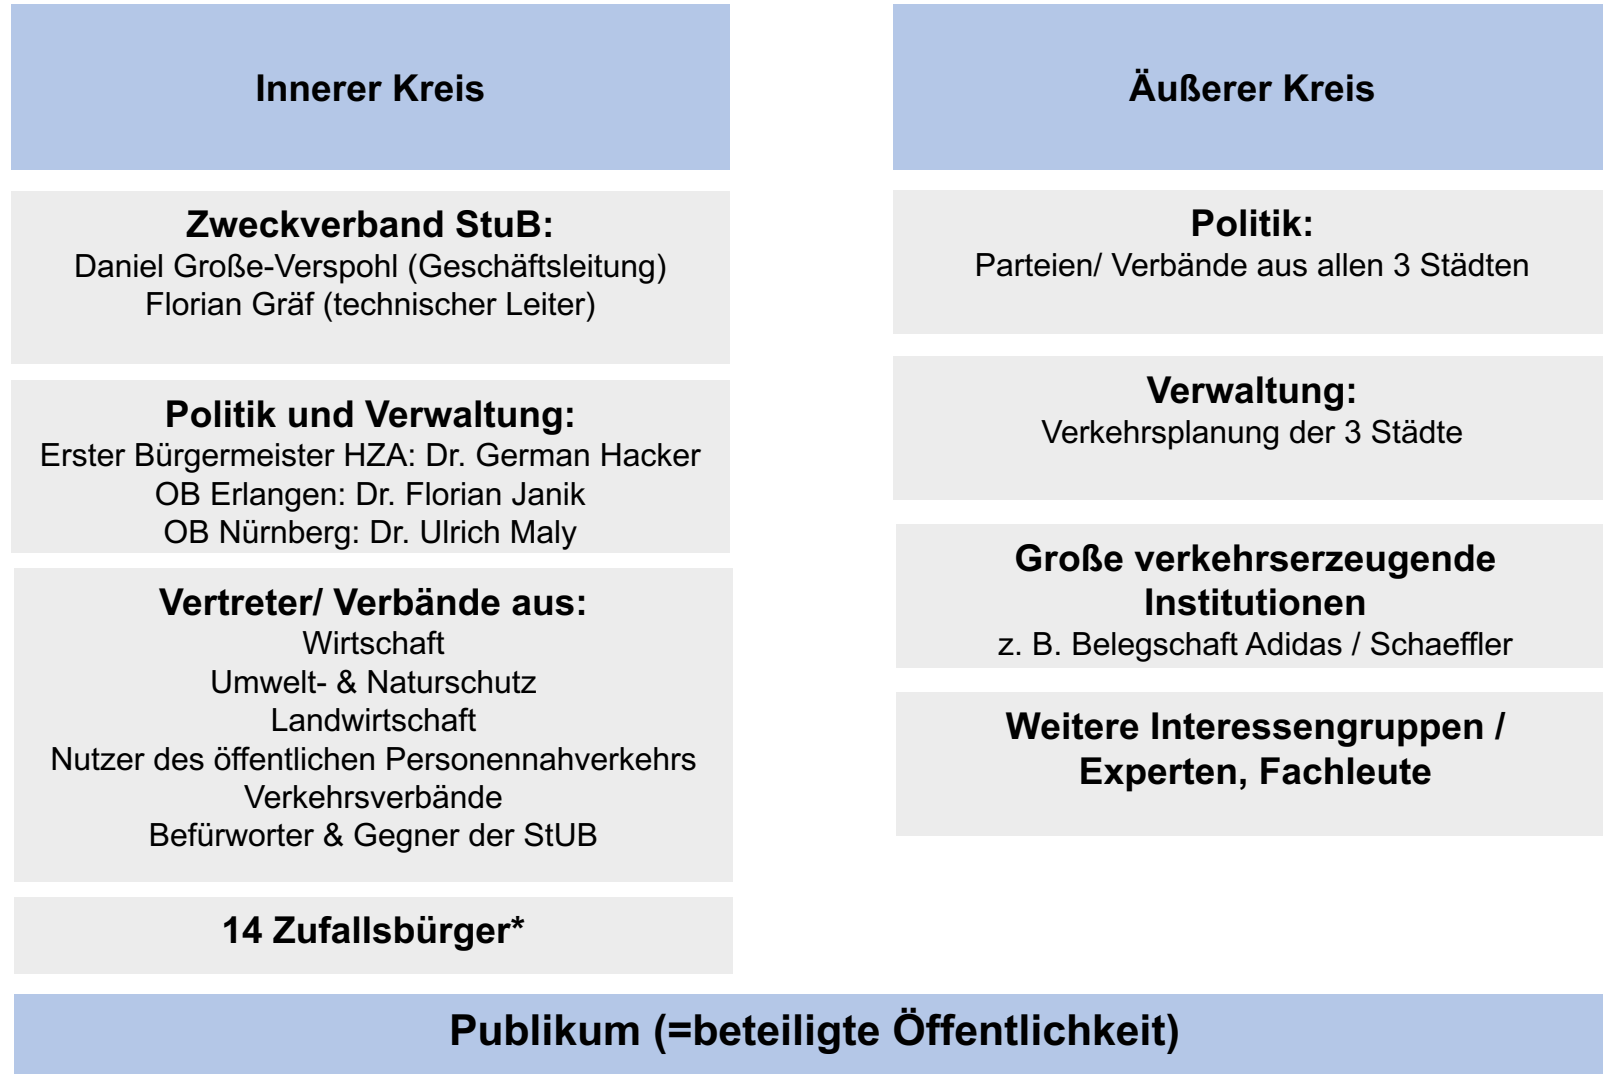 Innerer Kreis
Zweckverband StuB:
Daniel Große-Verspohl (Geschäftsleitung)
Florian Gräf (technischer Leiter)
Politik und Verwaltung:
Erster Bürgermeister HZA: Dr. German Hacker
OB Erlangen: Dr. Florian Janik
OB Nürnberg: Dr. Ulrich Maly
Vertreter/ Verbände aus:
Wirtschaft
Umwelt- & Naturschutz
Landwirtschaft
Nutzer des öffentlichen Personennahverkehrs
Verkehrsverbände
Befürworter & Gegner der StUB
14 Zufallsbürger*
Äußerer Kreis
Politik:
Parteien/ Verbände aus allen 3 Städten
Verwaltung:
Verkehrsplanung der 3 Städte
Große verkehrserzeugende
Institutionen
z. B. Belegschaft Adidas / Schaeffler
Weitere Interessengruppen /
Experten, Fachleute
Publikum (=beteiligte Öffentlichkeit)